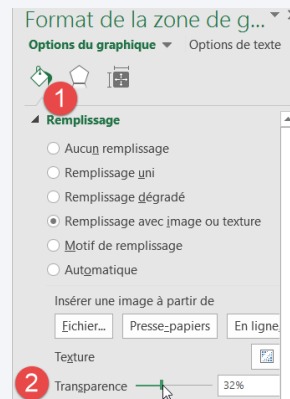 Format de la zone de g...
Options du graphique Options de texte
1
Remplissage
Aucun remplissage
Remplissage uni
Remplissage dégradé
Remplissage avec image ou texture
Motif de remplissage
Automatique
Insérer une image à partir de
Fichier... Presse-papiers En ligne
Texture
2 Transparence 32%